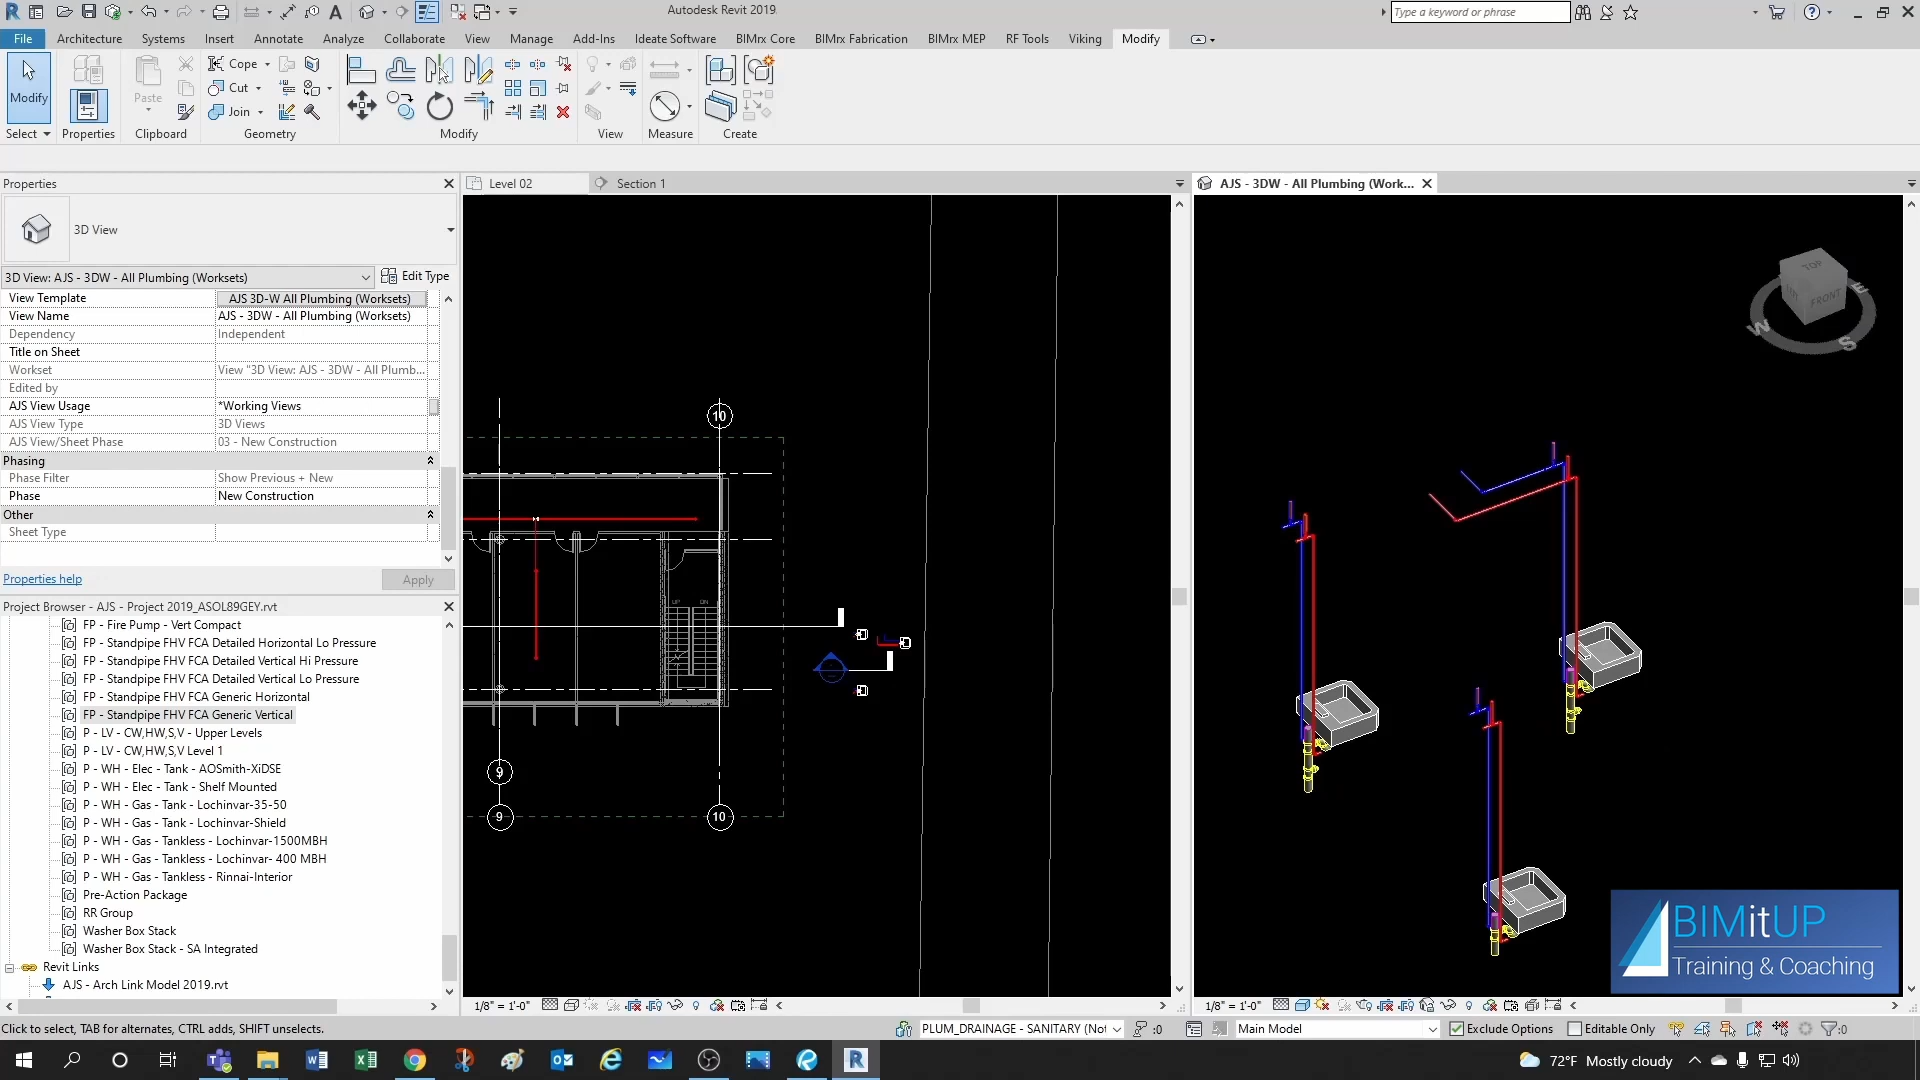 Autodesk Revit 2019
Type a keyword or phrase
File
Architecture
Systems
Insert
Annotate
Analyze
Collaborate
View
Manage
Add-Ins
Ideate Software
BIMrx Core
BIMrx Fabrication
BIMrx MEP
RF Tools
Viking
Modify
Modify
Paste
Cope
Cut
Join
Select
Properties
Clipboard
Geometry
Modify
View
Measure
Create
Properties
Level 02
Section 1
AJS - 3DW - All Plumbing (Work...
3D View
3D View: AJS - 3DW - All Plumbing (Worksets)
Edit Type
View Template AJS 3D-W All Plumbing (Worksets)
View Name AJS - 3DW - All Plumbing (Worksets)
Dependency Independent
Title on Sheet
Workset View "3D View: AJS - 3DW - All Plumb...
Edited by
AJS View Usage *Working Views
AJS View Type 3D Views
AJS View/Sheet Phase 03 - New Construction
Phasing
Phase Filter Show Previous + New
Phase New Construction
Other
Sheet Type
Properties help
Apply
Project Browser - AJS - Project 2019_ASOL89GEY.rvt
FP - Fire Pump - Vert Compact
FP - Standpipe FHV FCA Detailed Horizontal Lo Pressure
FP - Standpipe FHV FCA Detailed Vertical Hi Pressure
FP - Standpipe FHV FCA Detailed Vertical Lo Pressure
FP - Standpipe FHV FCA Generic Horizontal
FP - Standpipe FHV FCA Generic Vertical
P - LV - CW,HW,S,V - Upper Levels
P - LV - CW,HW,S,V Level 1
P - WH - Elec - Tank - AOSmith-XiDSE
P - WH - Elec - Tank - Shelf Mounted
P - WH - Gas - Tank - Lochinvar-35-50
P - WH - Gas - Tank - Lochinvar-Shield
P - WH - Gas - Tankless - Lochinvar-1500MBH
P - WH - Gas - Tankless - Lochinvar- 400 MBH
P - WH - Gas - Tankless - Rinnai-Interior
Pre-Action Package
RR Group
Washer Box Stack
Washer Box Stack - SA Integrated
Revit Links
AJS - Arch Link Model 2019.rvt
10
UP
DN
9
9
10
TOP
FRONT
W
S
E
BIMitUP
Training & Coaching
1/8" = 1'-0"
1/8" = 1'-0"
Click to select, TAB for alternates, CTRL adds, SHIFT unselects.
PLUM_DRAINAGE - SANITARY (Not
:0
Main Model
Exclude Options
Editable Only
:0
72°F Mostly cloudy